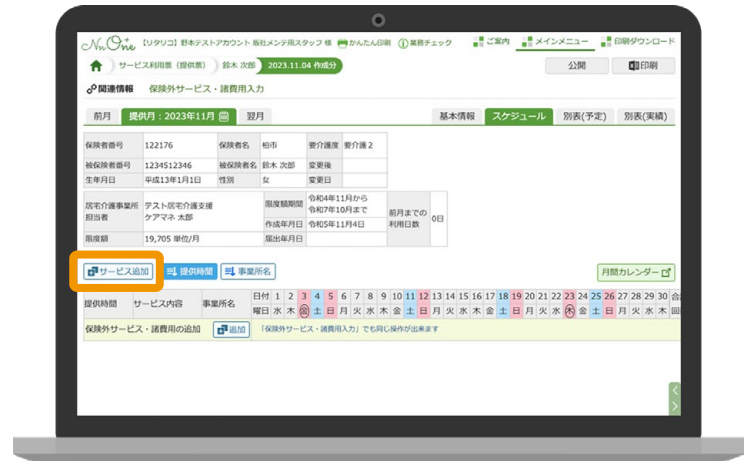 NnOne 【リタリコ】野本テストアカウント 販社メンテ用スタッフ 様 かんたん印刷 業務チェック ご案内 メインメニュー 印刷ダウンロード
サービス利用票（提供票） 鈴木 次郎 2023.11.04 作成分 公開 印刷
関連情報 保険外サービス・諸費用入力
前月 提供月：2023年11月 翌月 基本情報 スケジュール 別表(予定) 別表(実績)
保険者番号 122176 保険者名 柏市 要介護度 要介護2
被保険者番号 1234512346 被保険者名 鈴木 次郎 変更後
生年月日 平成13年1月1日 性別 女 変更日
居宅介護事業所担当者 テスト居宅介護支援 ケアマネ 太郎 限度額期間 令和4年11月から令和7年10月まで 前月までの利用日数 0日
作成年月日 令和5年11月4日
限度額 19,705 単位/月 届出年月日
サービス追加 提供時間 事業所名 月間カレンダー
提供時間 サービス内容 事業所名 日付 1 2 3 4 5 6 7 8 9 10 11 12 13 14 15 16 17 18 19 20 21 22 23 24 25 26 27 28 29 30
曜日 水 木 金 土 日 月 火 水 木 金 土 日 月 火 水 木 金 土 日 月 火 水 木 金 土 日 月 火 水 木 回
保険外サービス・諸費用の追加 追加 「保険外サービス・諸費用入力」でも同じ操作が出来ます